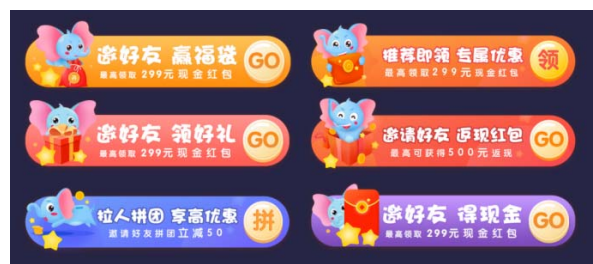 邀好友 赢福袋
最高领取 299元 现金红包
GO
推荐即领 专属优惠
最高领取 299元 现金红包
领
邀好友 领好礼
最高领取 299元 现金红包
GO
邀请好友 返现红包
最高可获得500元返现
GO
拉人拼团 享高优惠
邀请好友拼团立减50
拼
邀好友 得现金
最高领取 299元 现金红包
GO